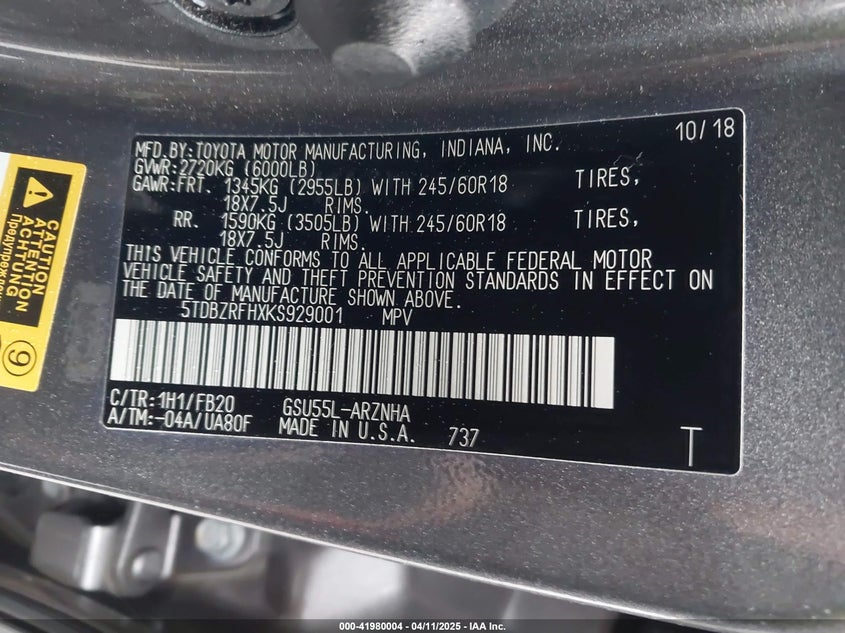 10/18
MFD.BY:TOYOTA MOTOR MANUFACTURING, INDIANA, INC.
GVWR:2720KG (6000LB)
GAWR:FRT. 1345KG (2955LB) WITH 245/60R18 TIRES,
18X7.5J RIMS.
RR. 1590KG (3505LB) WITH 245/60R18 TIRES,
18X7.5J RIMS.
THIS VEHICLE CONFORMS TO ALL APPLICABLE FEDERAL MOTOR
VEHICLE SAFETY AND THEFT PREVENTION STANDARDS IN EFFECT ON
THE DATE OF MANUFACTURE SHOWN ABOVE.
5TDBZRFHXKS929001 MPV
C/TR:1H1/FB20 GSU55L-ARZNHA
A/TM:-04A/UA80F MADE IN U.S.A. 737
T
CAUTION
ATTENTION
ACHTUNG
9
000-41980004 - 04/11/2025 - IAA Inc.